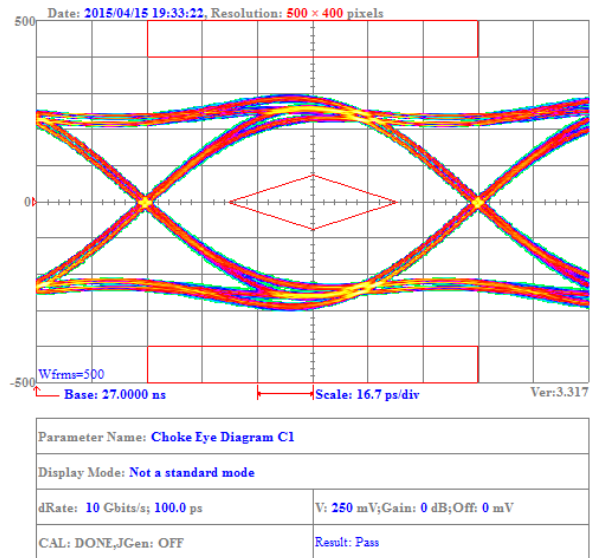 Date: 2015/04/15 19:33:22, Resolution: 500 × 400 pixels
500
0
Wfrms=500
-500
Base: 27.0000 ns
Scale: 16.7 ps/div
Ver:3.317
Parameter Name: Choke Eye Diagram C1
Display Mode: Not a standard mode
dRate: 10 Gbits/s; 100.0 ps
V: 250 mV;Gain: 0 dB;Off: 0 mV
CAL: DONE,JGen: OFF
Result: Pass